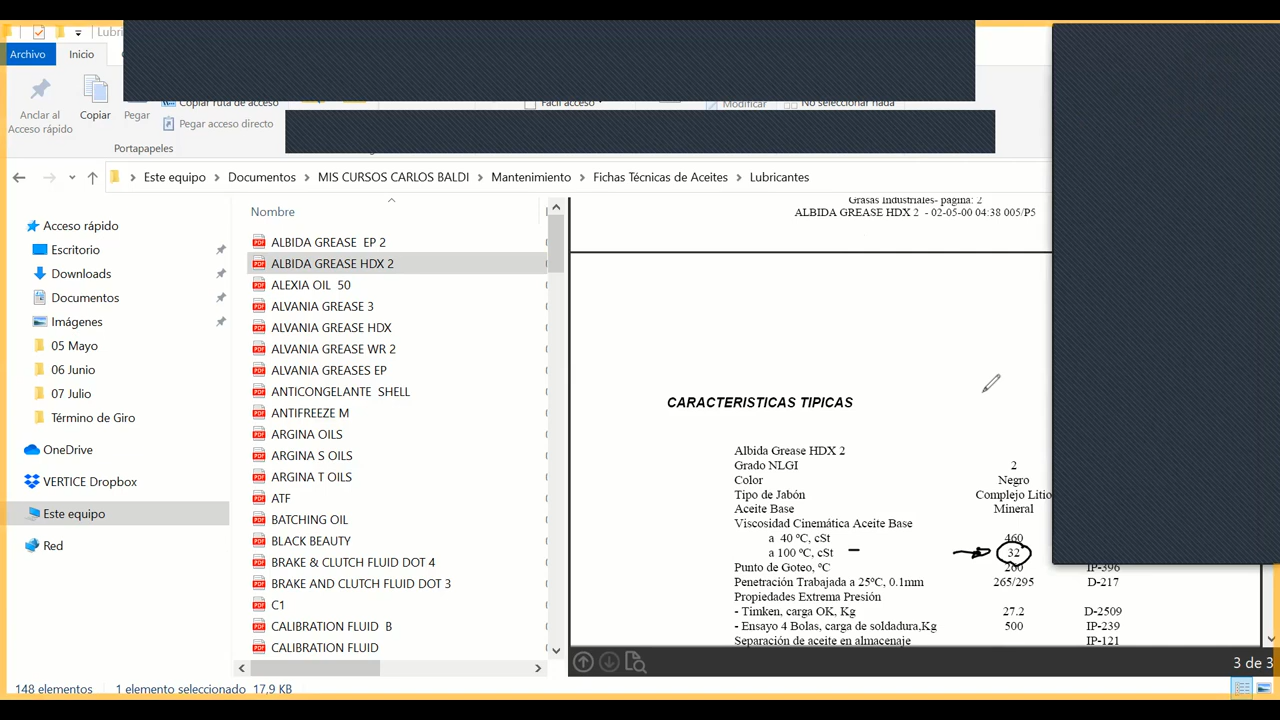 Lubri
Archivo
Inicio
Anclar al
Acceso rápido
Copiar
Pegar
Copiar ruta de acceso
Pegar acceso directo
Fácil acceso
Modificar
No seleccionar nada
Portapapeles
Este equipo
Documentos
MIS CURSOS CARLOS BALDI
Mantenimiento
Fichas Técnicas de Aceites
Lubricantes
Acceso rápido
Escritorio
Downloads
Documentos
Imágenes
05 Mayo
06 Junio
07 Julio
Término de Giro
OneDrive
VERTICE Dropbox
Este equipo
Red
Nombre
ALBIDA GREASE EP 2
ALBIDA GREASE HDX 2
ALEXIA OIL 50
ALVANIA GREASE 3
ALVANIA GREASE HDX
ALVANIA GREASE WR 2
ALVANIA GREASES EP
ANTICONGELANTE SHELL
ANTIFREEZE M
ARGINA OILS
ARGINA S OILS
ARGINA T OILS
ATF
BATCHING OIL
BLACK BEAUTY
BRAKE & CLUTCH FLUID DOT 4
BRAKE AND CLUTCH FLUID DOT 3
C1
CALIBRATION FLUID B
CALIBRATION FLUID
Grasas Industriales- pagina: 2
ALBIDA GREASE HDX 2 - 02-05-00 04:38 005/P5
CARACTERISTICAS TIPICAS
Albida Grease HDX 2
Grado NLGI 2
Color Negro
Tipo de Jabón Complejo Litio
Aceite Base Mineral
Viscosidad Cinemática Aceite Base
a 40 ºC, cSt 460
a 100 ºC, cSt 32
Punto de Goteo, ºC 260 IP-396
Penetración Trabajada a 25ºC, 0.1mm 265/295 D-217
Propiedades Extrema Presión
- Timken, carga OK, Kg 27.2 D-2509
- Ensayo 4 Bolas, carga de soldadura,Kg 500 IP-239
Separación de aceite en almacenaje IP-121
3 de 3
148 elementos
1 elemento seleccionado 17,9 KB